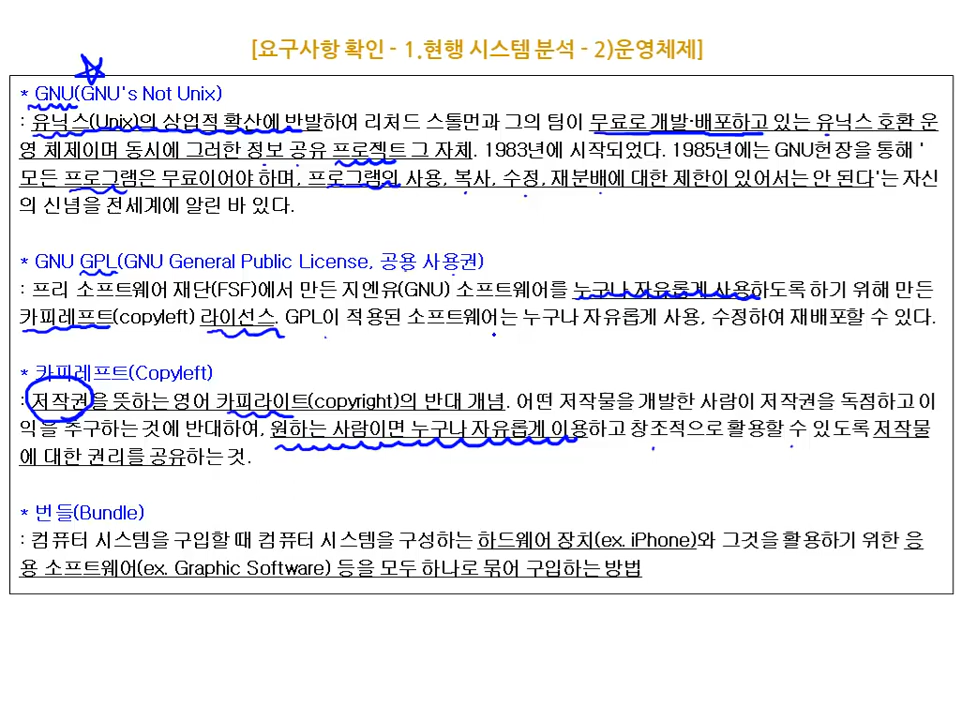 [요구사항 확인 - 1.현행 시스템 분석 - 2)운영체제]
* GNU(GNU's Not Unix)
: 유닉스(Unix)의 상업적 확산에 반발하여 리처드 스톨먼과 그의 팀이 무료로 개발·배포하고 있는 유닉스 호환 운
영 체제이며 동시에 그러한 정보 공유 프로젝트 그 자체. 1983년에 시작되었다. 1985년에는 GNU헌장을 통해 '
모든 프로그램은 무료이어야 하며, 프로그램의 사용, 복사, 수정, 재분배에 대한 제한이 있어서는 안 된다'는 자신
의 신념을 전세계에 알린 바 있다.
* GNU GPL(GNU General Public License, 공용 사용권)
: 프리 소프트웨어 재단(FSF)에서 만든 지엔유(GNU) 소프트웨어를 누구나 자유롭게 사용하도록 하기 위해 만든
카피레프트(copyleft) 라이선스. GPL이 적용된 소프트웨어는 누구나 자유롭게 사용, 수정하여 재배포할 수 있다.
* 카피레프트(Copyleft)
: 저작권을 뜻하는 영어 카피라이트(copyright)의 반대 개념. 어떤 저작물을 개발한 사람이 저작권을 독점하고 이
익을 추구하는 것에 반대하여, 원하는 사람이면 누구나 자유롭게 이용하고 창조적으로 활용할 수 있도록 저작물
에 대한 권리를 공유하는 것.
* 번들(Bundle)
: 컴퓨터 시스템을 구입할 때 컴퓨터 시스템을 구성하는 하드웨어 장치(ex. iPhone)와 그것을 활용하기 위한 응
용 소프트웨어(ex. Graphic Software) 등을 모두 하나로 묶어 구입하는 방법